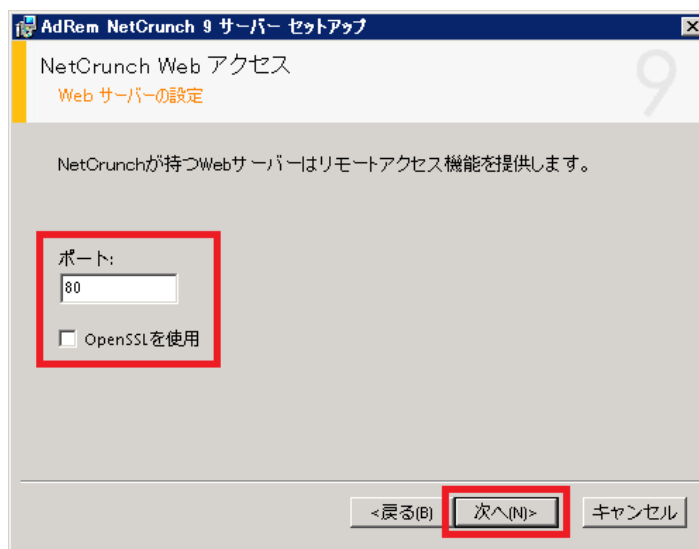 AdRem NetCrunch 9 サーバー セットアップ
NetCrunch Web アクセス
Web サーバーの設定
9
NetCrunchが持つWebサーバーはリモートアクセス機能を提供します。
ポート:
80
OpenSSLを使用
<戻る(B) 次へ(N)> キャンセル